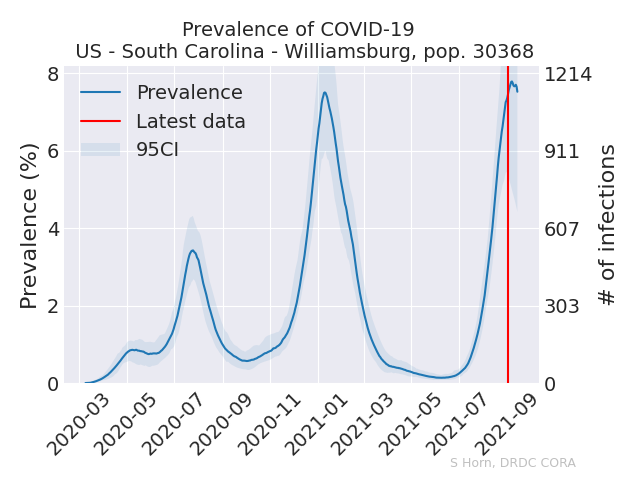 Prevalence of COVID-19
US - South Carolina - Williamsburg, pop. 30368
Prevalence
Latest data
95CI
Prevalence (%)
8
6
4
2
0
1214
911
607
303
0
# of infections
2020-03
2020-05
2020-07
2020-09
2020-11
2021-01
2021-03
2021-05
2021-07
2021-09
S Horn, DRDC CORA